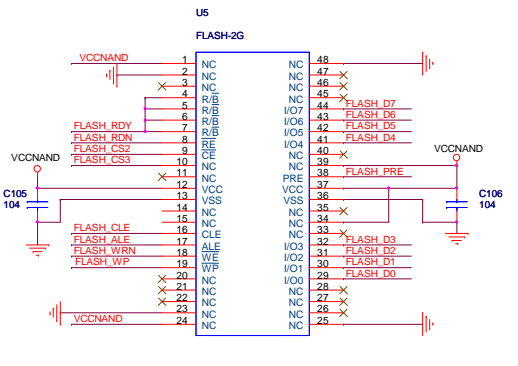 U5
FLASH-2G
VCCNAND 1 NC NC 48
2 NC NC 47
3 NC NC 46
4 R/B NC 45
5 R/B I/O7 44 FLASH_D7
6 R/B I/O6 43 FLASH_D6
FLASH_RDY 7 R/B I/O5 42 FLASH_D5
FLASH_RDN 8 RE I/O4 41 FLASH_D4
FLASH_CS2 9 CE NC 40
FLASH_CS3 10 NC NC 39
VCCNAND VCCNAND
11 NC PRE 38 FLASH_PRE
12 VCC VCC 37
C105 13 VSS VSS 36 C106
104 14 NC NC 35 104
15 NC NC 34
FLASH_CLE 16 CLE NC 33
FLASH_ALE 17 ALE I/O3 32 FLASH_D3
FLASH_WRN 18 WE I/O2 31 FLASH_D2
FLASH_WP 19 WP I/O1 30 FLASH_D1
20 NC I/O0 29 FLASH_D0
21 NC NC 28
22 NC NC 27
23 NC NC 26
VCCNAND 24 NC NC 25